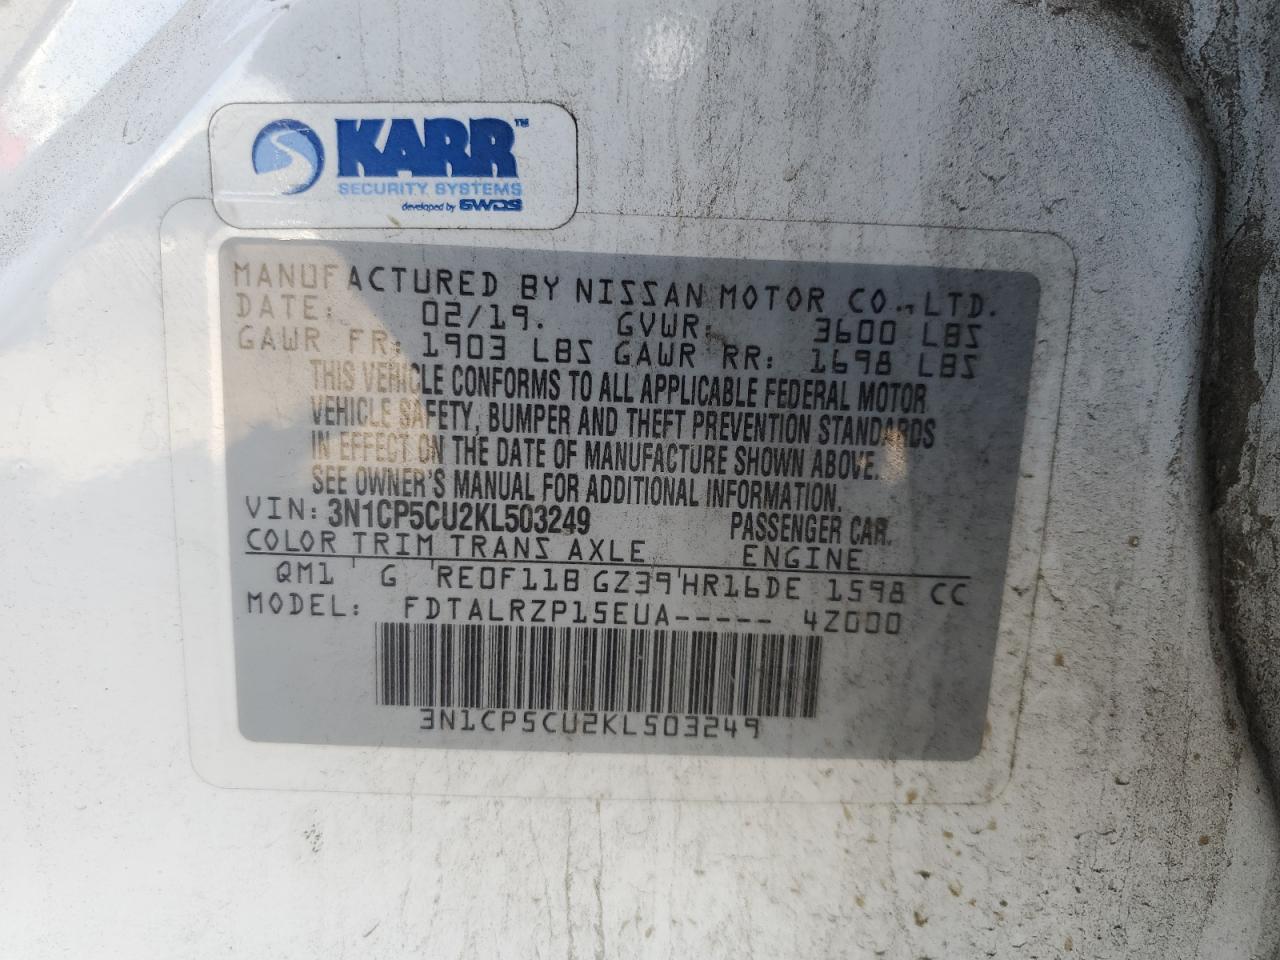 KARR™
SECURITY SYSTEMS
developed by SWDS
MANUFACTURED BY NISSAN MOTOR CO., LTD.
DATE: 02/19. GVWR: 3600 LBS
GAWR FR: 1903 LBS GAWR RR: 1698 LBS
THIS VEHICLE CONFORMS TO ALL APPLICABLE FEDERAL MOTOR
VEHICLE SAFETY, BUMPER AND THEFT PREVENTION STANDARDS
IN EFFECT ON THE DATE OF MANUFACTURE SHOWN ABOVE.
SEE OWNER'S MANUAL FOR ADDITIONAL INFORMATION.
VIN: 3N1CP5CU2KL503249 PASSENGER CAR.
COLOR TRIM TRANS AXLE ENGINE
QM1 ' G ' RE0F11B GZ39 ' HR16DE 1598 CC
MODEL: FDTALRZP15EUA----- 4Z000
3N1CP5CU2KL503249